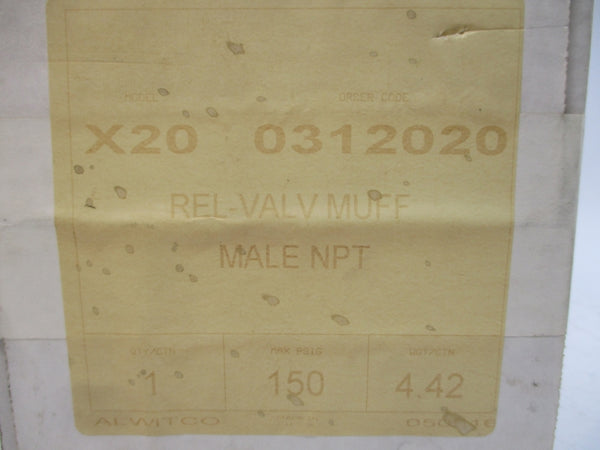 MODEL ORDER CODE
X20 0312020
REL-VALV MUFF
MALE NPT
QTY/CTN MAX PSIG WGT/CTN
1 150 4.42
ALWITCO